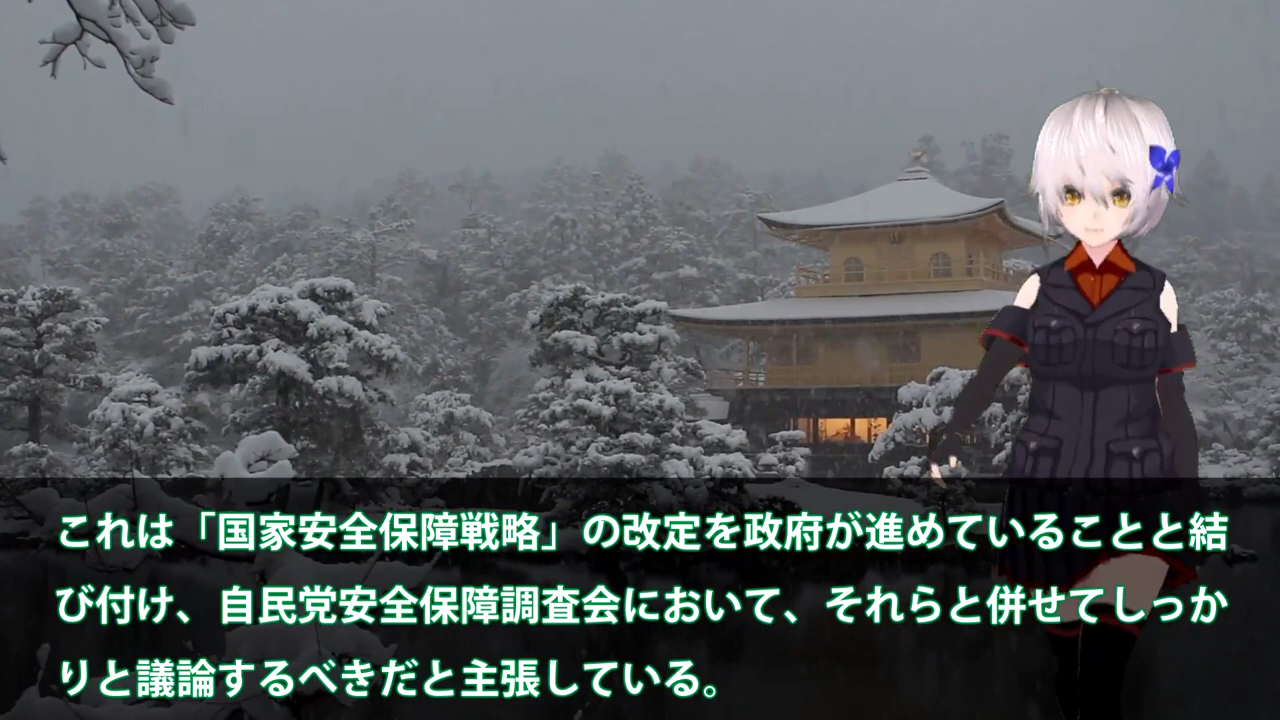 これは「国家安全保障戦略」の改定を政府が進めていることと結
び付け、自民党安全保障調査会において、それらと併せてしっか
りと議論するべきだと主張している。